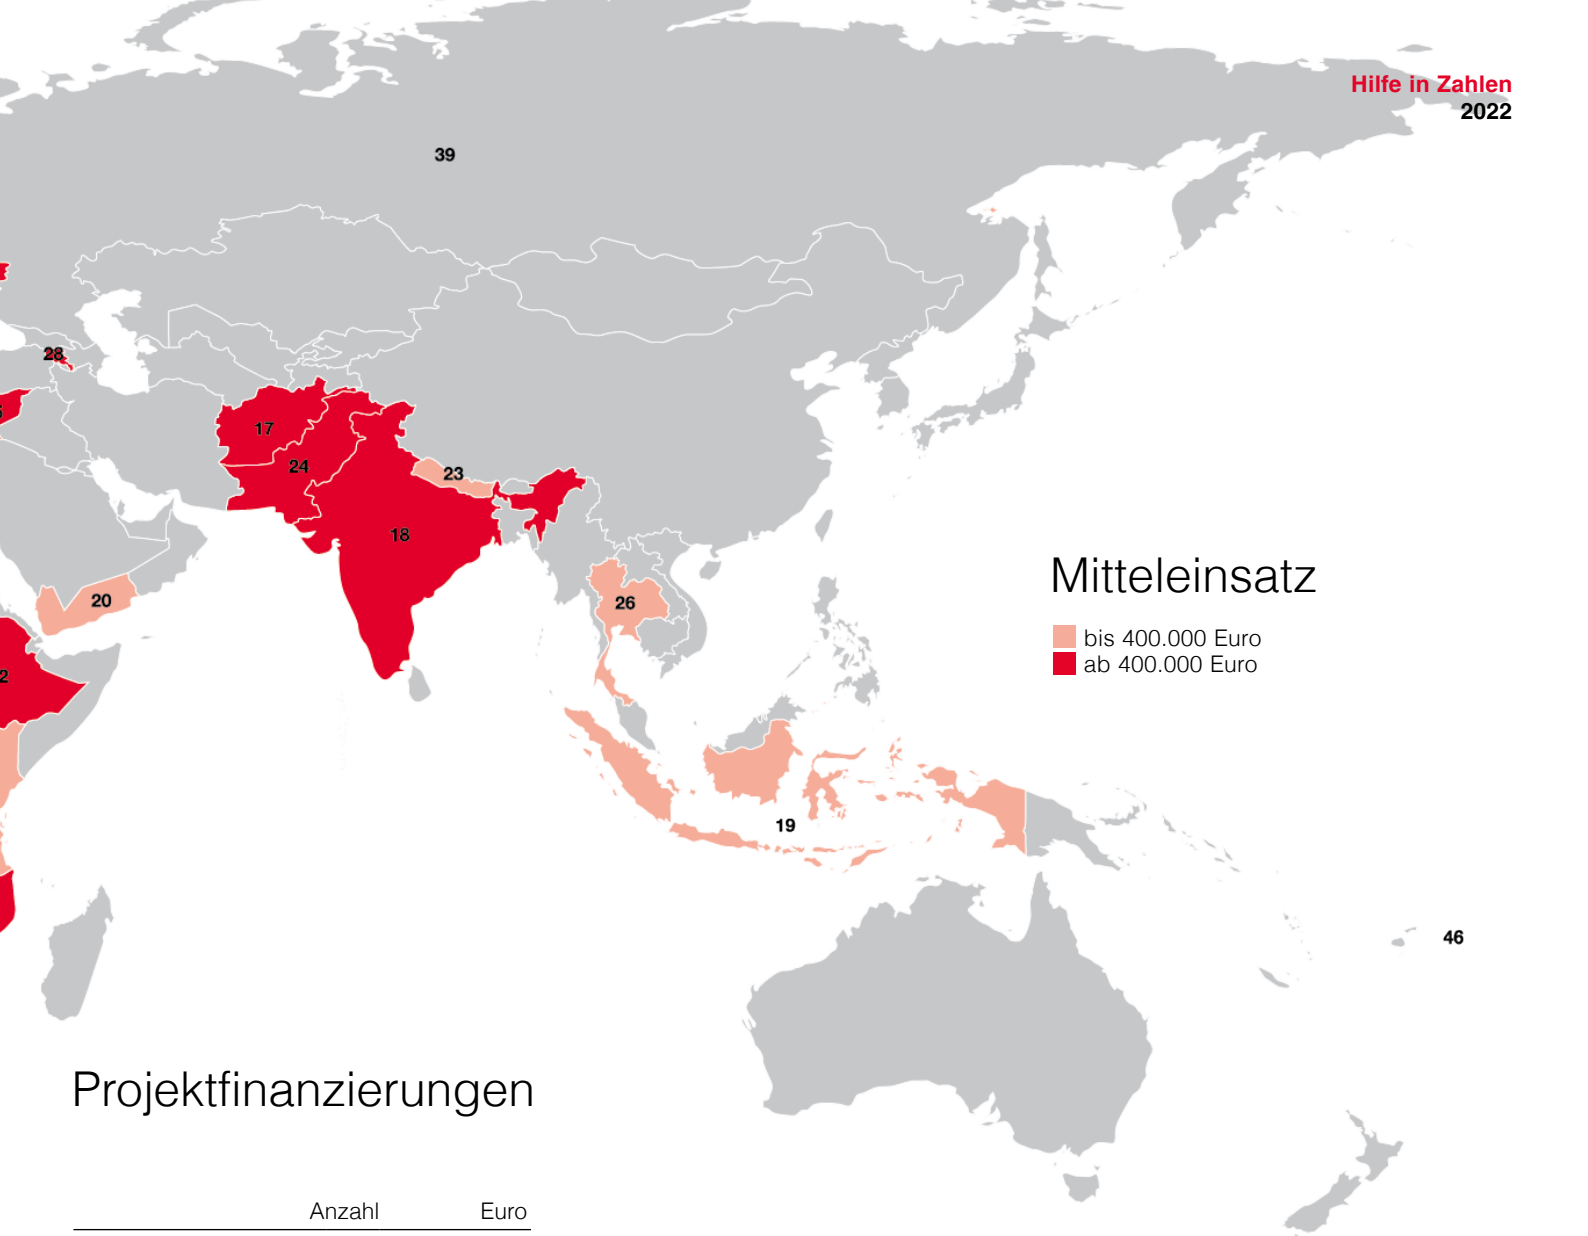 Hilfe in Zahlen
2022
39
28
17
24
23
18
20
26
2
19
46
Mitteleinsatz
bis 400.000 Euro
ab 400.000 Euro
Projektfinanzierungen
Anzahl Euro